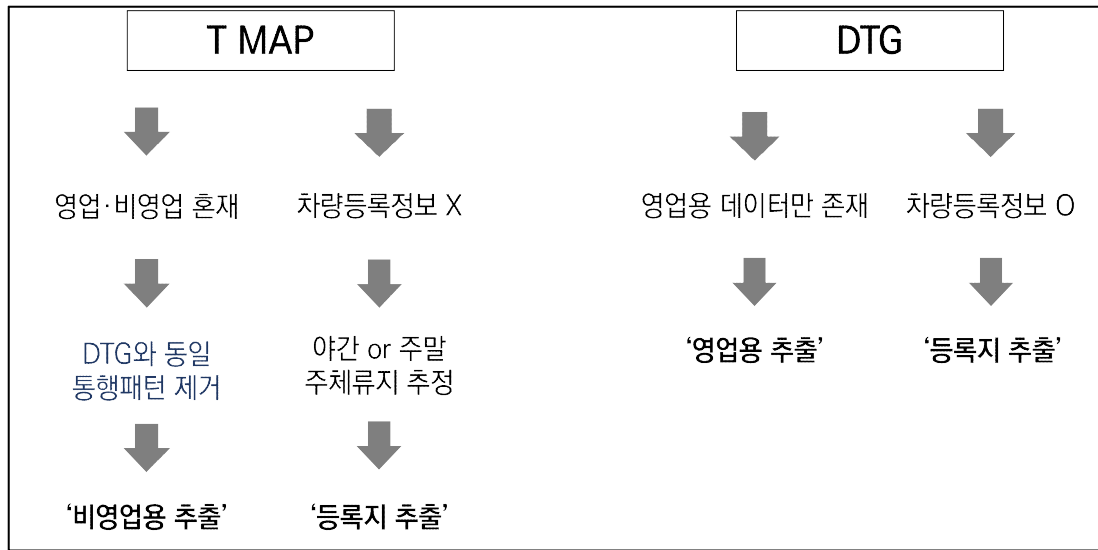 T MAP
영업·비영업 혼재
DTG와 동일
통행패턴 제거
‘비영업용 추출’
차량등록정보 X
야간 or 주말
주체류지 추정
‘등록지 추출’
DTG
영업용 데이터만 존재
‘영업용 추출’
차량등록정보 O
‘등록지 추출’